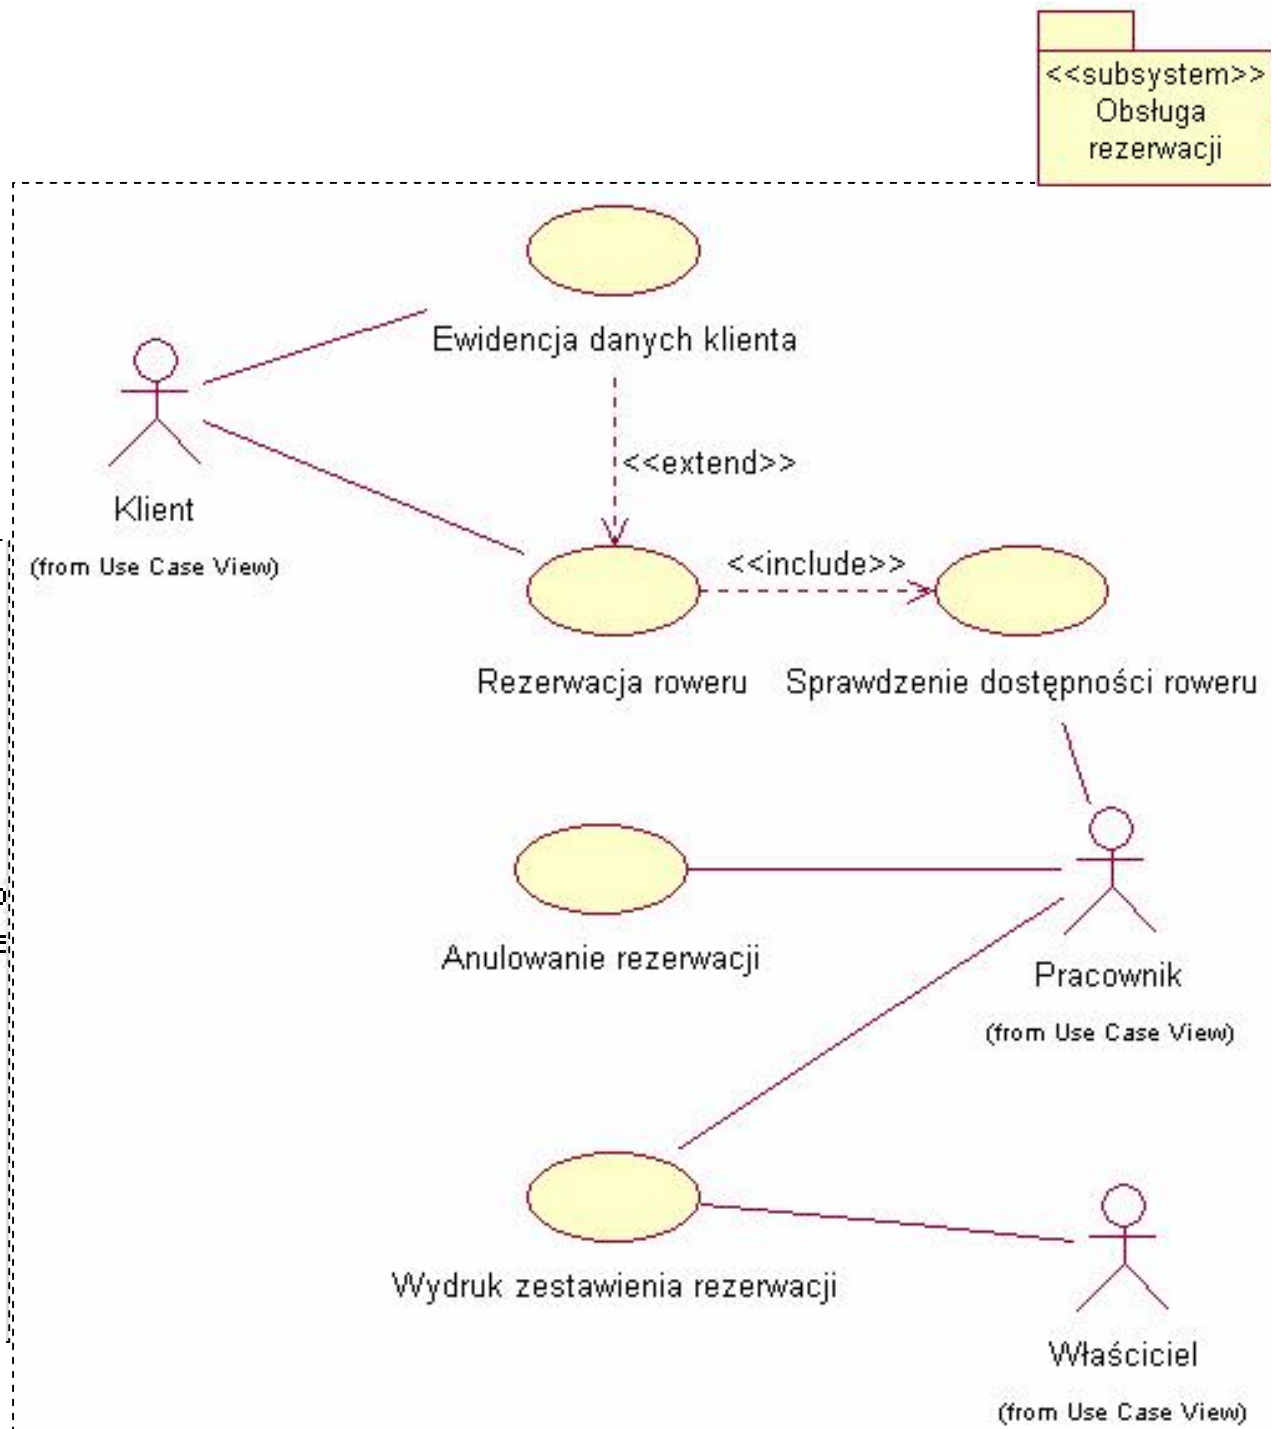 <<subsystem>>
Obsługa
rezerwacji
Ewidencja danych klienta
Klient
(from Use Case View)
<<extend>>
<<include>>
Rezerwacja roweru
Sprawdzenie dostępności roweru
Anulowanie rezerwacji
Pracownik
(from Use Case View)
Wydruk zestawienia rezerwacji
Właściciel
(from Use Case View)